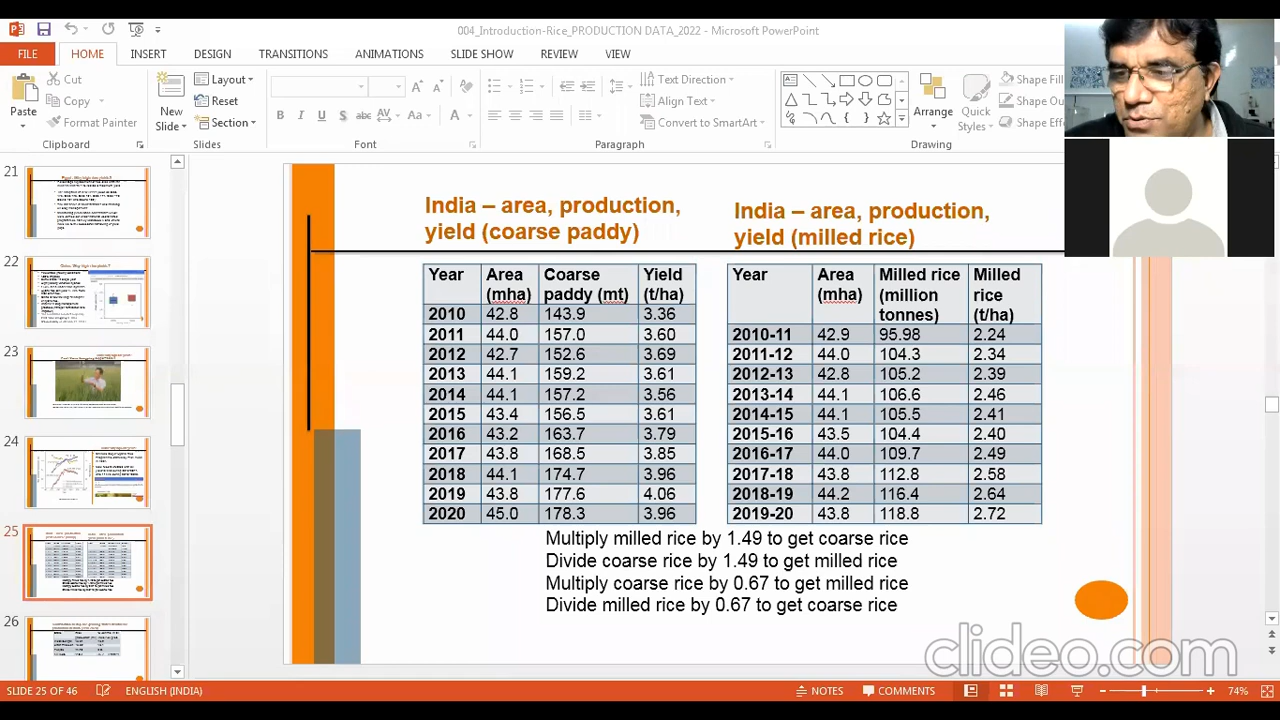 004_Introduction-Rice_PRODUCTION DATA_2022 - Microsoft PowerPoint
FILE HOME INSERT DESIGN TRANSITIONS ANIMATIONS SLIDE SHOW REVIEW VIEW
Cut
Copy
Format Painter
Paste
Clipboard
New
Slide
Layout
Reset
Section
Slides
Font
Paragraph
Text Direction
Align Text
Convert to SmartArt
Arrange
Quick
Styles
Shape Fill
Shape Ou
Shape Effe
Drawing
21
22
23
24
25
26
India – area, production,
yield (coarse paddy)
Year Area (mha) Coarse paddy (mt) Yield (t/ha)
2010 42.8 143.9 3.36
2011 44.0 157.0 3.60
2012 42.7 152.6 3.69
2013 44.1 159.2 3.61
2014 44.1 157.2 3.56
2015 43.4 156.5 3.61
2016 43.2 163.7 3.79
2017 43.8 168.5 3.85
2018 44.1 174.7 3.96
2019 43.8 177.6 4.06
2020 45.0 178.3 3.96
India – area, production,
yield (milled rice)
Year Area (mha) Milled rice (million tonnes) Milled rice (t/ha)
2010-11 42.9 95.98 2.24
2011-12 44.0 104.3 2.34
2012-13 42.8 105.2 2.39
2013-14 44.1 106.6 2.46
2014-15 44.1 105.5 2.41
2015-16 43.5 104.4 2.40
2016-17 44.0 109.7 2.49
2017-18 43.8 112.8 2.58
2018-19 44.2 116.4 2.64
2019-20 43.8 118.8 2.72
Multiply milled rice by 1.49 to get coarse rice
Divide coarse rice by 1.49 to get milled rice
Multiply coarse rice by 0.67 to get milled rice
Divide milled rice by 0.67 to get coarse rice
clideo.com
SLIDE 25 OF 46 ENGLISH (INDIA) NOTES COMMENTS 74%